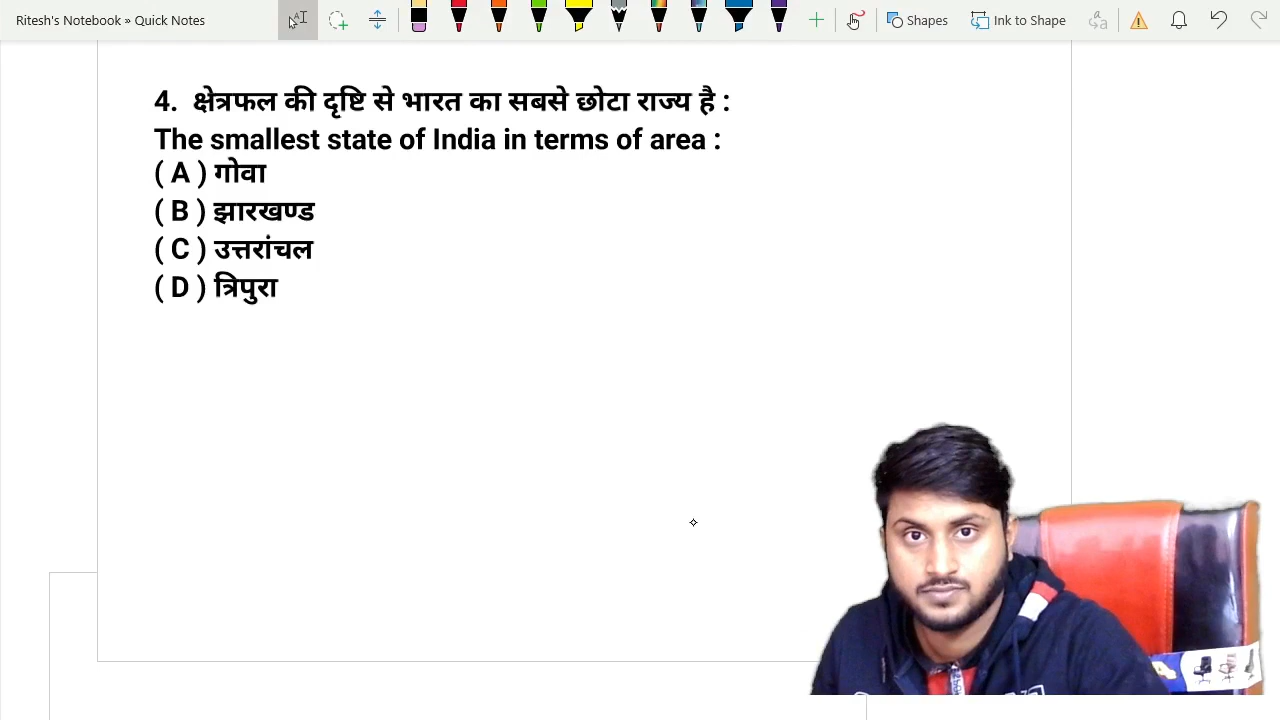 Ritesh's Notebook » Quick Notes
Shapes
Ink to Shape
4. क्षेत्रफल की दृष्टि से भारत का सबसे छोटा राज्य है :
The smallest state of India in terms of area :
( A ) गोवा
( B ) झारखण्ड
( C ) उत्तरांचल
( D ) त्रिपुरा